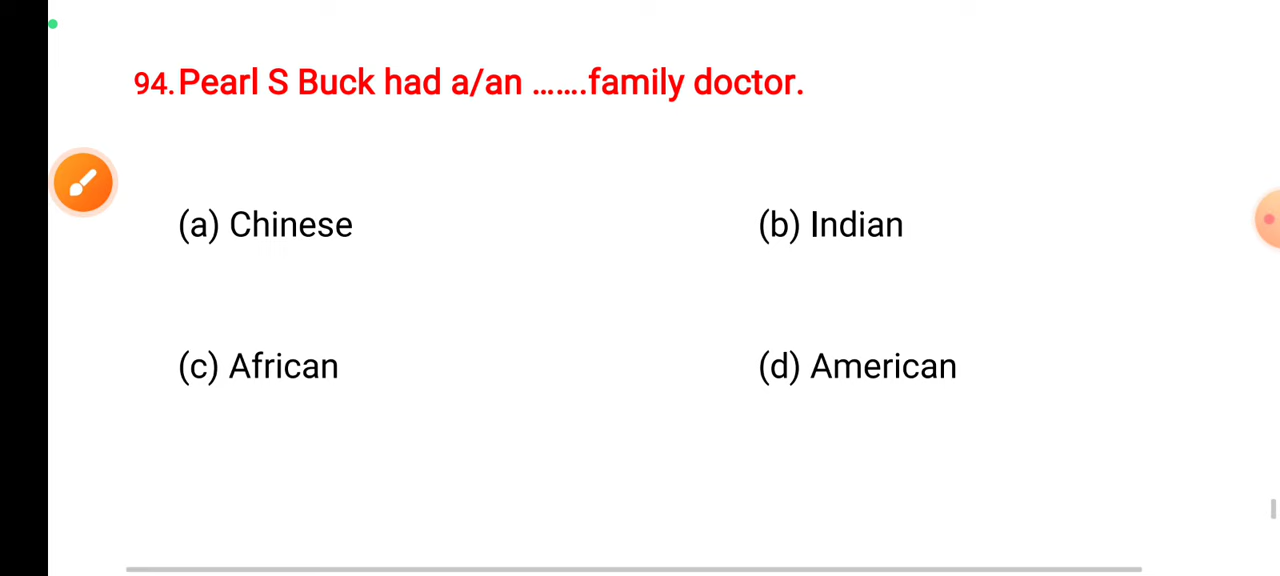 94. Pearl S Buck had a/an .......family doctor.
(a) Chinese
(b) Indian
(c) African
(d) American